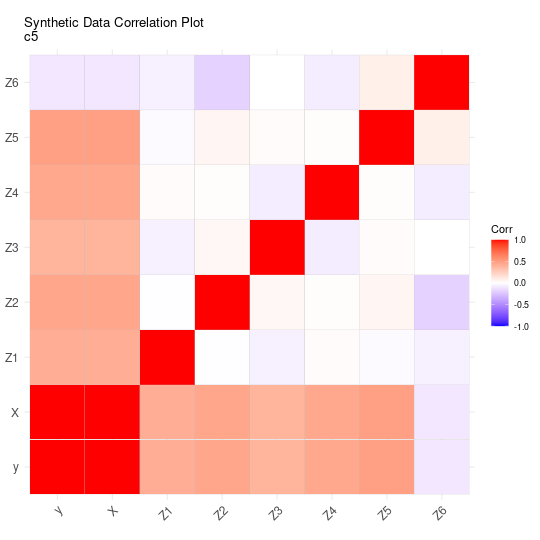 Synthetic Data Correlation Plot
c5
Z6
Z5
Z4
Z3
Z2
Z1
X
y
y X Z1 Z2 Z3 Z4 Z5 Z6
Corr
1.0
0.5
0.0
-0.5
-1.0